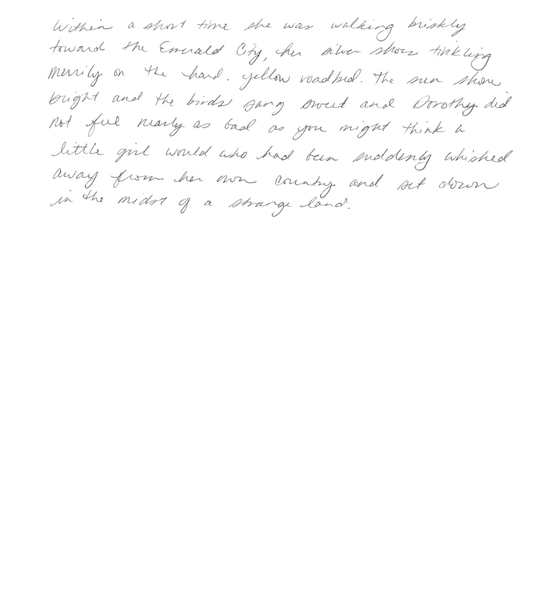 Within a short time she was walking briskly
toward the Emerald City, her silver shoes tinkling
merrily on the hard, yellow roadbed. The sun shone
bright and the birds sang sweet and Dorothy did
not feel nearly as bad as you might think a
little girl would who had been suddenly whisked
away from her own country and set down
in the midst of a strange land.